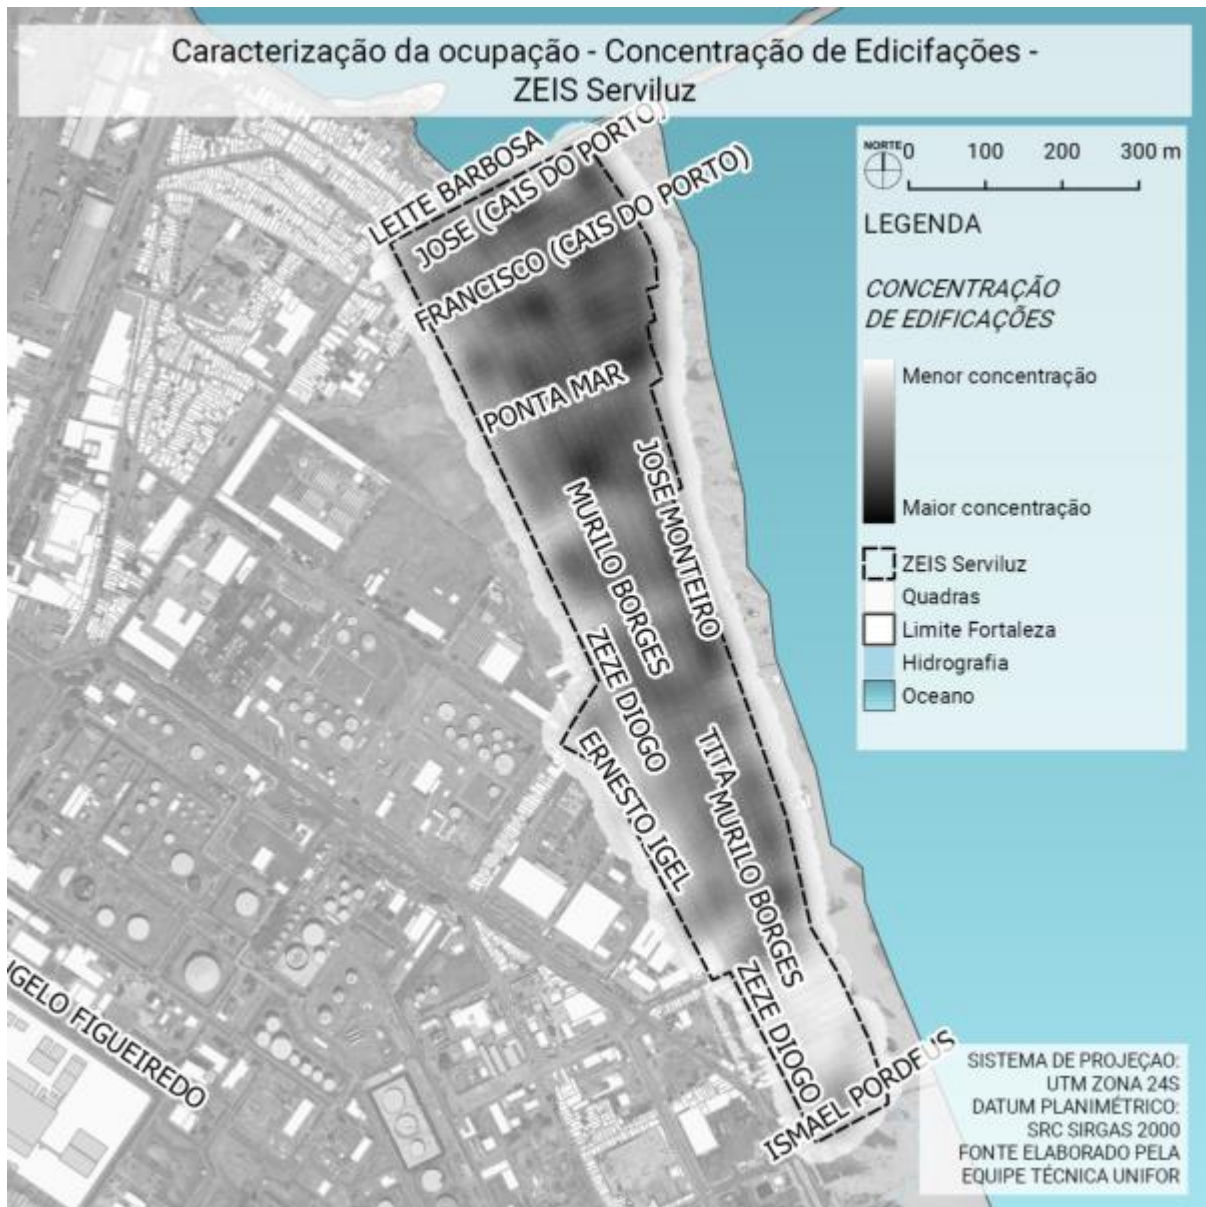 Caracterização da ocupação - Concentração de Edicifações -
ZEIS Serviluz
NORTE
0 100 200 300 m
LEGENDA
CONCENTRAÇÃO
DE EDIFICAÇÕES
Menor concentração
Maior concentração
ZEIS Serviluz
Quadras
Limite Fortaleza
Hidrografia
Oceano
LEITE BARBOSA
JOSE (CAIS DO PORTO)
FRANCISCO (CAIS DO PORTO)
PONTA MAR
JOSE MONTEIRO
MURILO BORGES
ZEZE DIOGO
ERNESTO IGEL
TITA
MURILO BORGES
ZEZE DIOGO
ISMAEL PORDEUS
GELO FIGUEIREDO
SISTEMA DE PROJEÇAO:
UTM ZONA 24S
DATUM PLANIMÉTRICO:
SRC SIRGAS 2000
FONTE ELABORADO PELA
EQUIPE TÉCNICA UNIFOR